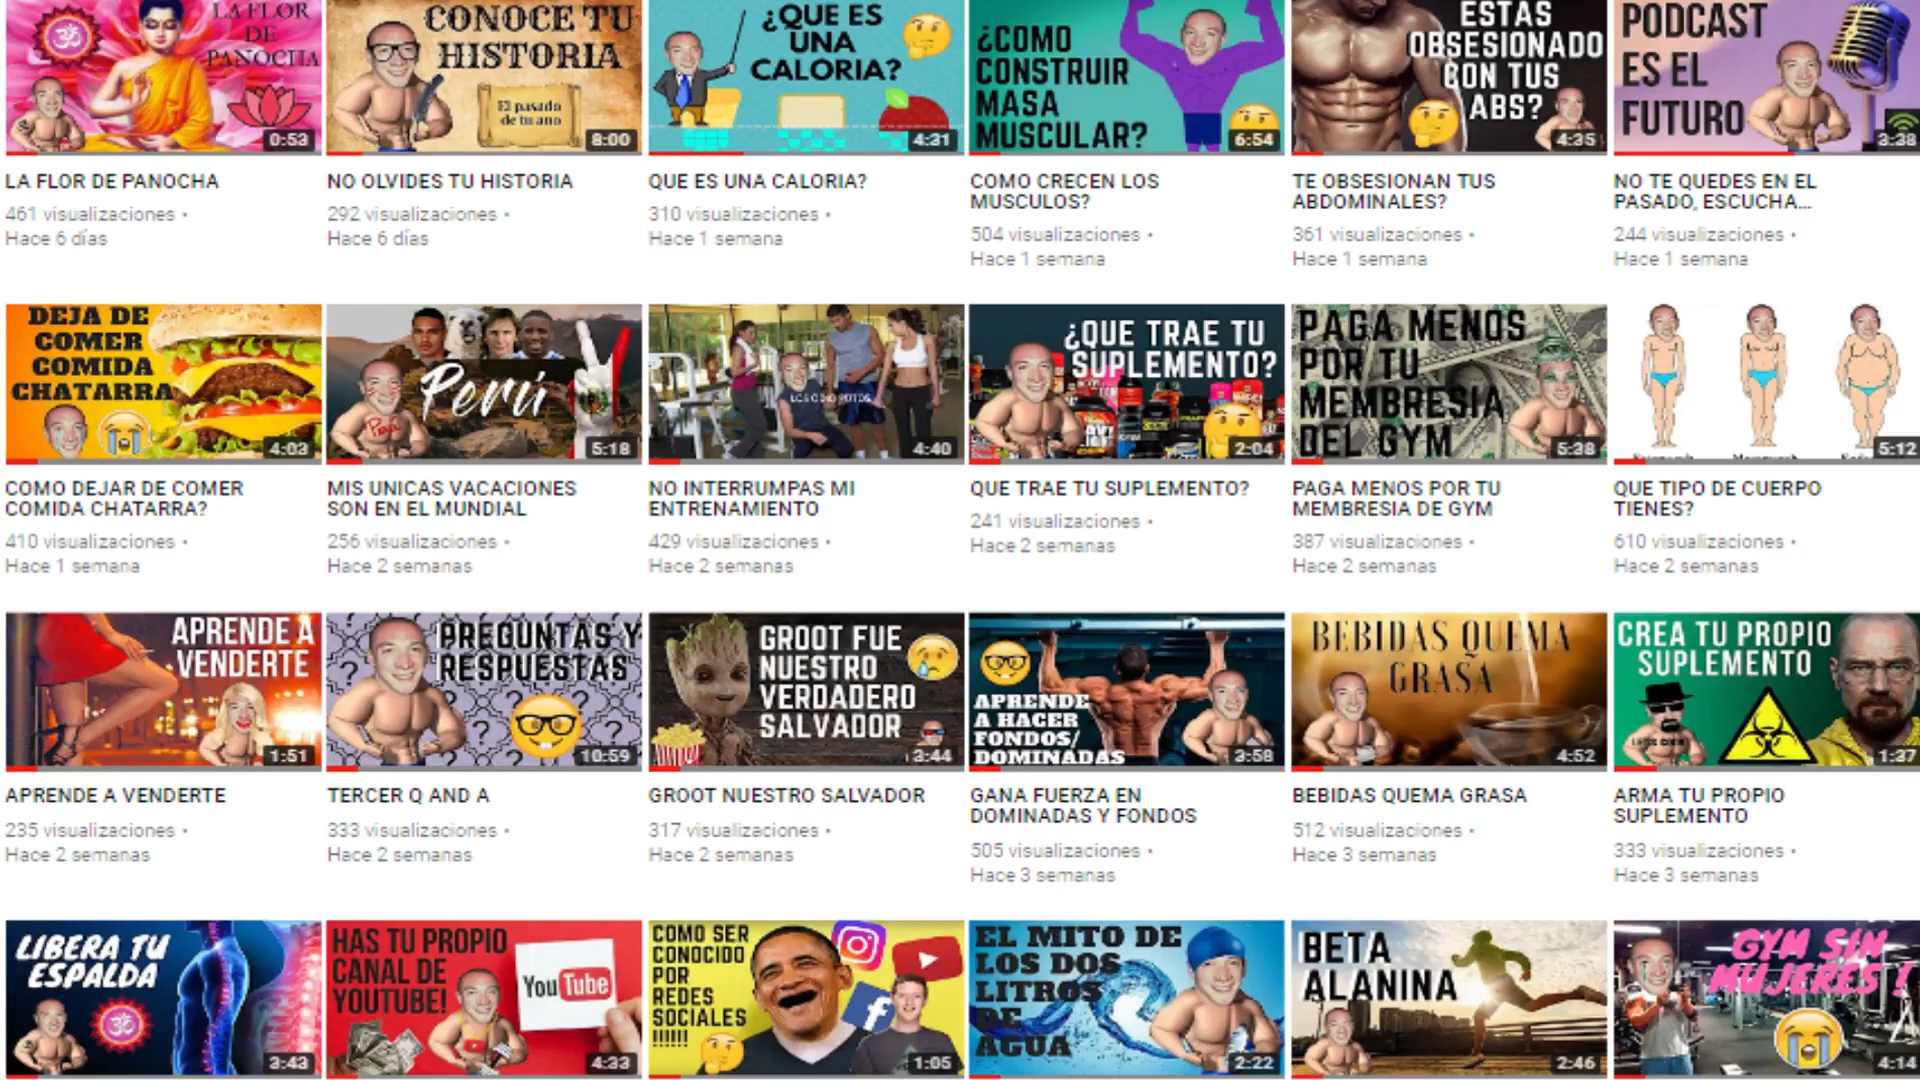 LA FLOR
DE
PANOCHA
0:53
CONOCE TU
HISTORIA
El pasado
de tu ano
8:00
¿QUE ES
UNA
CALORIA?
4:31
¿COMO
CONSTRUIR
MASA
MUSCULAR?
6:54
ESTAS
OBSESIONADO
CON TUS
ABS?
4:35
PODCAST
ES EL
FUTURO
3:38
LA FLOR DE PANOCHA
461 visualizaciones •
Hace 6 días
NO OLVIDES TU HISTORIA
292 visualizaciones •
Hace 6 días
QUE ES UNA CALORIA?
310 visualizaciones •
Hace 1 semana
COMO CRECEN LOS
MUSCULOS?
504 visualizaciones •
Hace 1 semana
TE OBSESIONAN TUS
ABDOMINALES?
361 visualizaciones •
Hace 1 semana
NO TE QUEDES EN EL
PASADO, ESCUCHA...
244 visualizaciones •
Hace 1 semana
DEJA DE
COMER
COMIDA
CHATARRA
4:03
Perú
5:18
4:40
¿QUE TRAE TU
SUPLEMENTO?
2:04
PAGA MENOS
POR TU
MEMBRESIA
DEL GYM
5:38
5:12
COMO DEJAR DE COMER
COMIDA CHATARRA?
410 visualizaciones •
Hace 1 semana
MIS UNICAS VACACIONES
SON EN EL MUNDIAL
256 visualizaciones •
Hace 2 semanas
NO INTERRUMPAS MI
ENTRENAMIENTO
429 visualizaciones •
Hace 2 semanas
QUE TRAE TU SUPLEMENTO?
241 visualizaciones •
Hace 2 semanas
PAGA MENOS POR TU
MEMBRESIA DE GYM
387 visualizaciones •
Hace 2 semanas
QUE TIPO DE CUERPO
TIENES?
610 visualizaciones •
Hace 2 semanas
APRENDE A
VENDERTE
1:51
PREGUNTAS Y
RESPUESTAS
10:59
GROOT FUE
NUESTRO
VERDADERO
SALVADOR
3:44
APRENDE
A HACER
FONDOS/
DOMINADAS
3:58
BEBIDAS QUEMA
GRASA
4:52
CREA TU PROPIO
SUPLEMENTO
1:37
APRENDE A VENDERTE
235 visualizaciones •
Hace 2 semanas
TERCER Q AND A
333 visualizaciones •
Hace 2 semanas
GROOT NUESTRO SALVADOR
317 visualizaciones •
Hace 2 semanas
GANA FUERZA EN
DOMINADAS Y FONDOS
505 visualizaciones •
Hace 3 semanas
BEBIDAS QUEMA GRASA
512 visualizaciones •
Hace 3 semanas
ARMA TU PROPIO
SUPLEMENTO
333 visualizaciones •
Hace 3 semanas
LIBERA TU
ESPALDA
3:43
HAS TU PROPIO
CANAL DE
YOUTUBE!
YouTube
4:33
COMO SER
CONOCIDO
POR
REDES
SOCIALES
!!!!!!
1:05
EL MITO DE
LOS DOS
LITROS
DE
AGUA
2:22
BETA
ALANINA
2:46
GYM SIN
MUJERES !
4:14